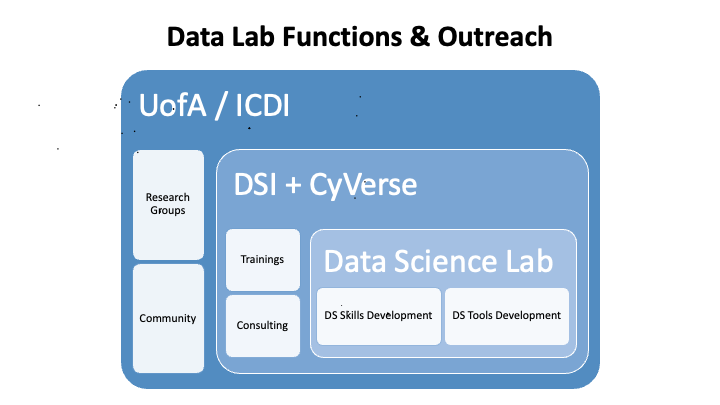 Data Lab Functions & Outreach
UofA / ICDI
Research
Groups
Community
DSI + CyVerse
Trainings
Consulting
Data Science Lab
DS Skills Development
DS Tools Development